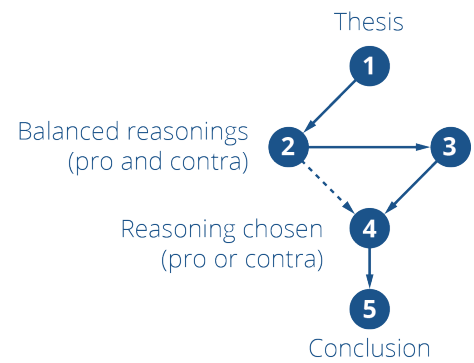 Thesis
1
Balanced reasonings
(pro and contra)
2
3
Reasoning chosen
(pro or contra)
4
5
Conclusion